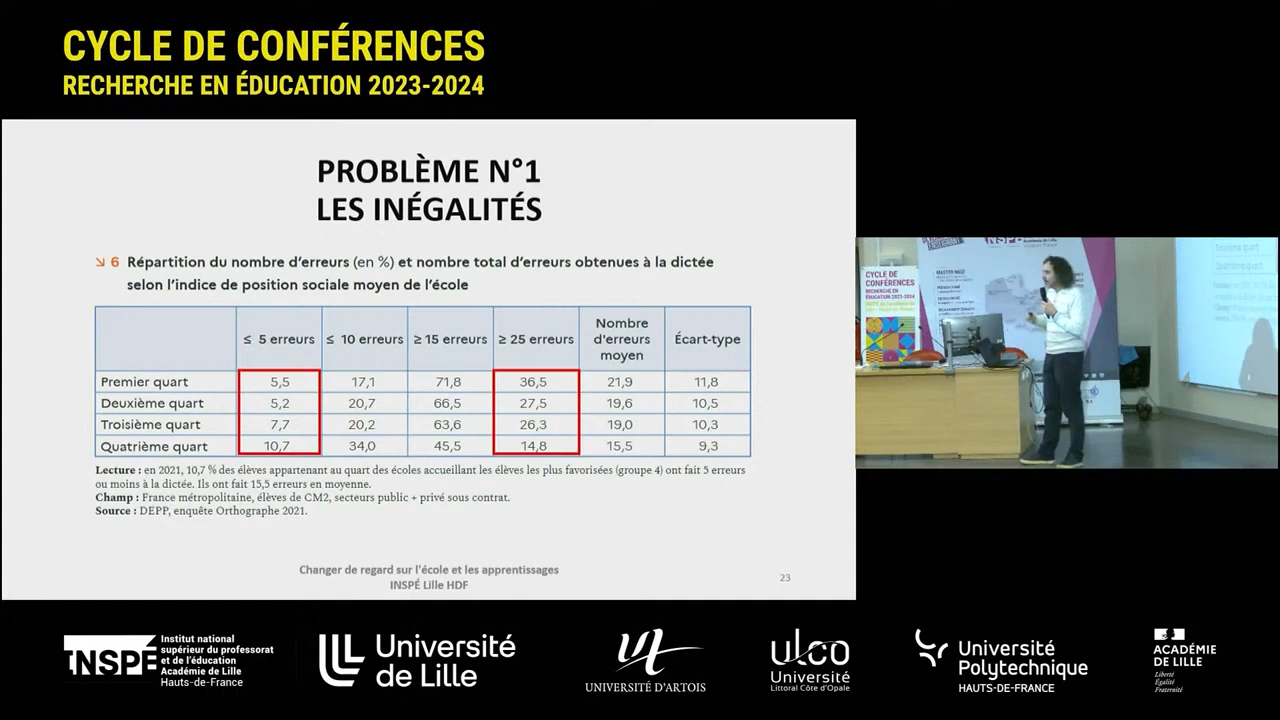 CYCLE DE CONFÉRENCES
RECHERCHE EN ÉDUCATION 2023-2024
PROBLÈME N°1
LES INÉGALITÉS
↘ 6 Répartition du nombre d'erreurs (en %) et nombre total d'erreurs obtenues à la dictée
selon l'indice de position sociale moyen de l'école
≤ 5 erreurs ≤ 10 erreurs ≥ 15 erreurs ≥ 25 erreurs Nombre d'erreurs moyen Écart-type
Premier quart 5,5 17,1 71,8 36,5 21,9 11,8
Deuxième quart 5,2 20,7 66,5 27,5 19,6 10,5
Troisième quart 7,7 20,2 63,6 26,3 19,0 10,3
Quatrième quart 10,7 34,0 45,5 14,8 15,5 9,3
Lecture : en 2021, 10,7 % des élèves appartenant au quart des écoles accueillant les élèves les plus favorisées (groupe 4) ont fait 5 erreurs
ou moins à la dictée. Ils ont fait 15,5 erreurs en moyenne.
Champ : France métropolitaine, élèves de CM2, secteurs public + privé sous contrat.
Source : DEPP, enquête Orthographe 2021.
Changer de regard sur l'école et les apprentissages
INSPÉ Lille HDF
23
INSPÉ
CYCLE DE
CONFÉRENCES
RECHERCHE EN
ÉDUCATION 2023-2024
INSPÉ
Institut national
supérieur du professorat
et de l'éducation
Académie de Lille
Hauts-de-France
Université
de Lille
UNIVERSITÉ D'ARTOIS
ulco
Université
Littoral Côte d'Opale
Université
Polytechnique
HAUTS-DE-FRANCE
ACADÉMIE
DE LILLE
Liberté
Égalité
Fraternité